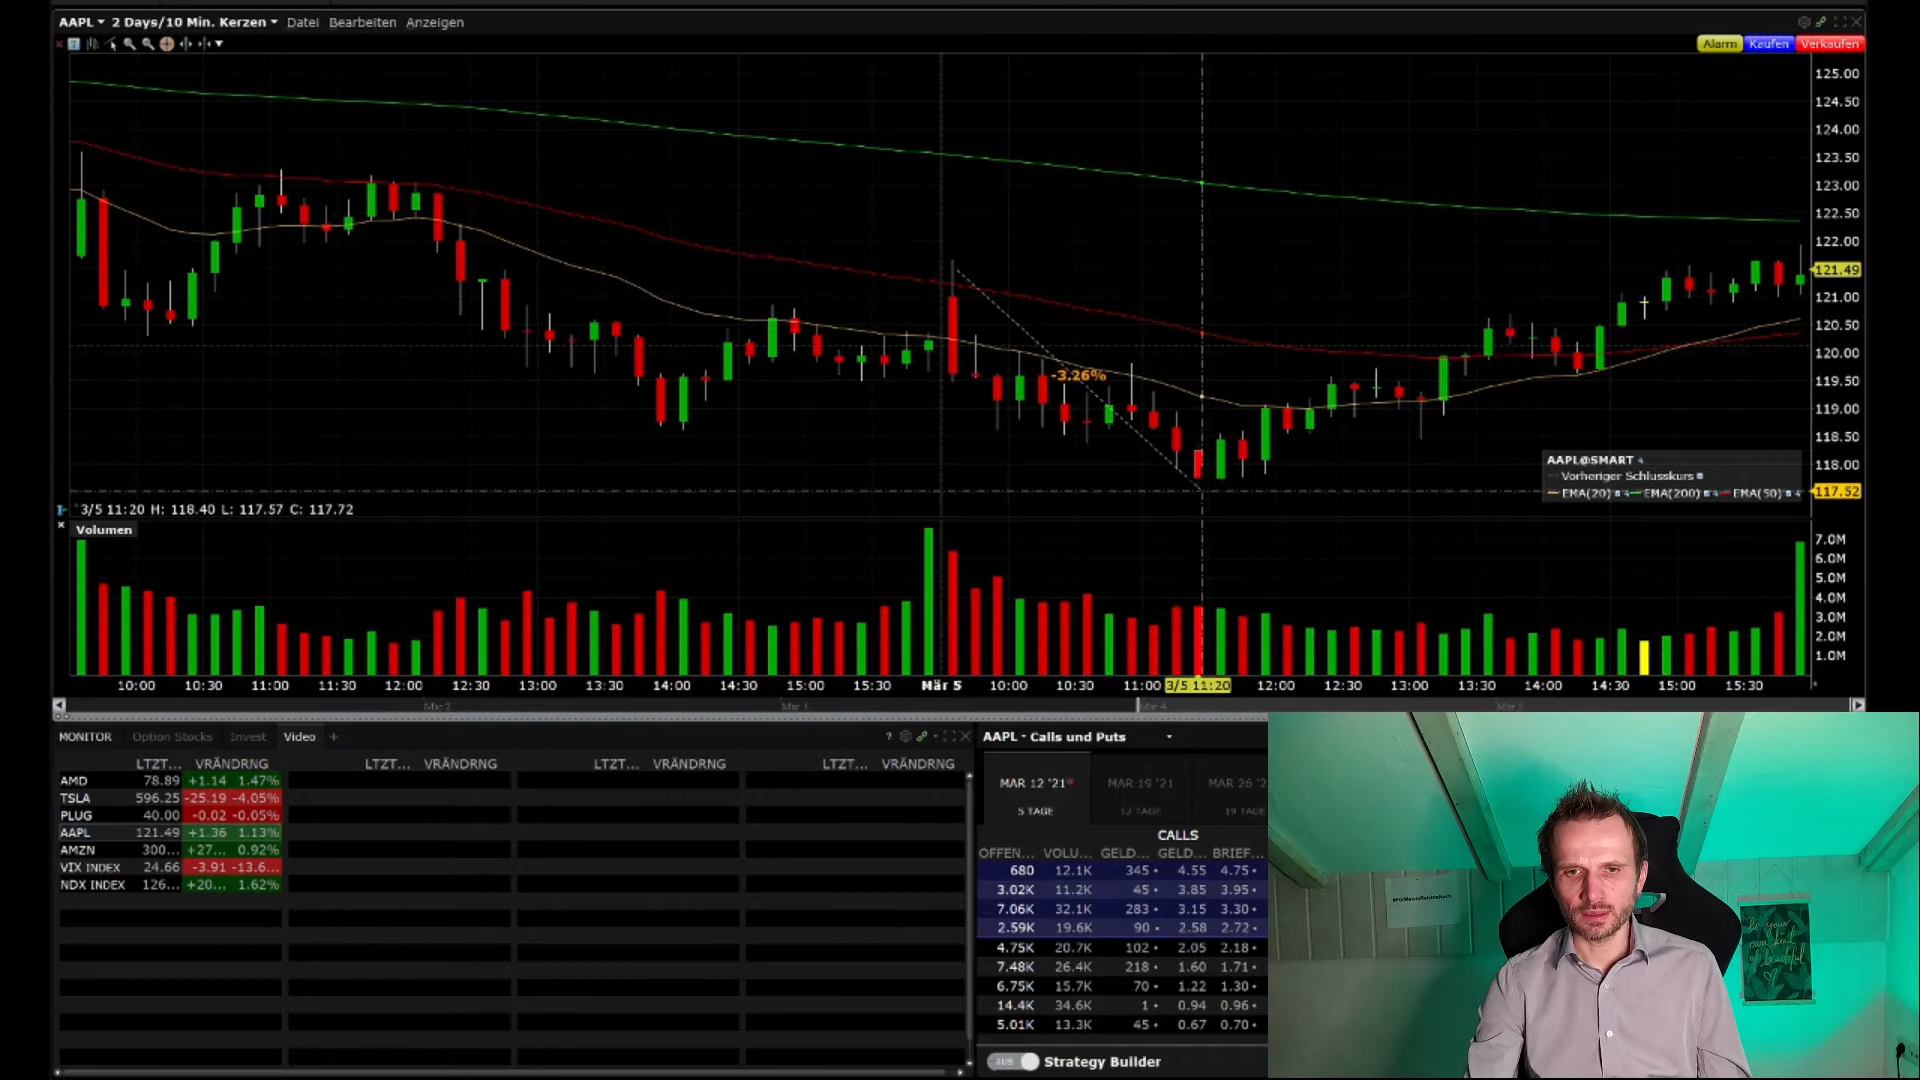 AAPL 2 Days/10 Min. Kerzen Datei Bearbeiten Anzeigen
Alarm Kaufen Verkaufen
125.00
124.50
124.00
123.50
123.00
122.50
122.00
121.49
121.00
120.50
120.00
119.50
119.00
118.50
118.00
117.52
-3.26%
AAPL@SMART
Vorheriger Schlusskurs
EMA(20) EMA(200) EMA(50)
3/5 11:20 H: 118.40 L: 117.57 C: 117.72
Volumen
7.0M
6.0M
5.0M
4.0M
3.0M
2.0M
1.0M
10:00 10:30 11:00 11:30 12:00 12:30 13:00 13:30 14:00 14:30 15:00 15:30 Mär 5 10:00 10:30 11:00 3/5 11:20 12:00 12:30 13:00 13:30 14:00 14:30 15:00 15:30
MONITOR Option Stocks Invest Video +
LTZT... VRÄNDRNG LTZT... VRÄNDRNG LTZT... VRÄNDRNG LTZT... VRÄNDRNG
AMD 78.89 +1.14 1.47%
TSLA 596.25 -25.19 -4.05%
PLUG 40.00 -0.02 -0.05%
AAPL 121.49 +1.36 1.13%
AMZN 300... +27... 0.92%
VIX INDEX 24.66 -3.91 -13.6...
NDX INDEX 126... +20... 1.62%
AAPL - Calls und Puts
MAR 12 '21 MAR 19 '21 MAR 26 '2
5 TAGE 12 TAGE 19 TAGE
CALLS
OFFEN... VOLU... GELD... GELD... BRIEF...
680 12.1K 345 4.55 4.75
3.02K 11.2K 45 3.85 3.95
7.06K 32.1K 283 3.15 3.30
2.59K 19.6K 90 2.58 2.72
4.75K 20.7K 102 2.05 2.18
7.48K 26.4K 218 1.60 1.71
6.75K 15.7K 70 1.22 1.30
14.4K 34.6K 1 0.94 0.96
5.01K 13.3K 45 0.67 0.70
AUS Strategy Builder
Be your
own kind
of beautiful